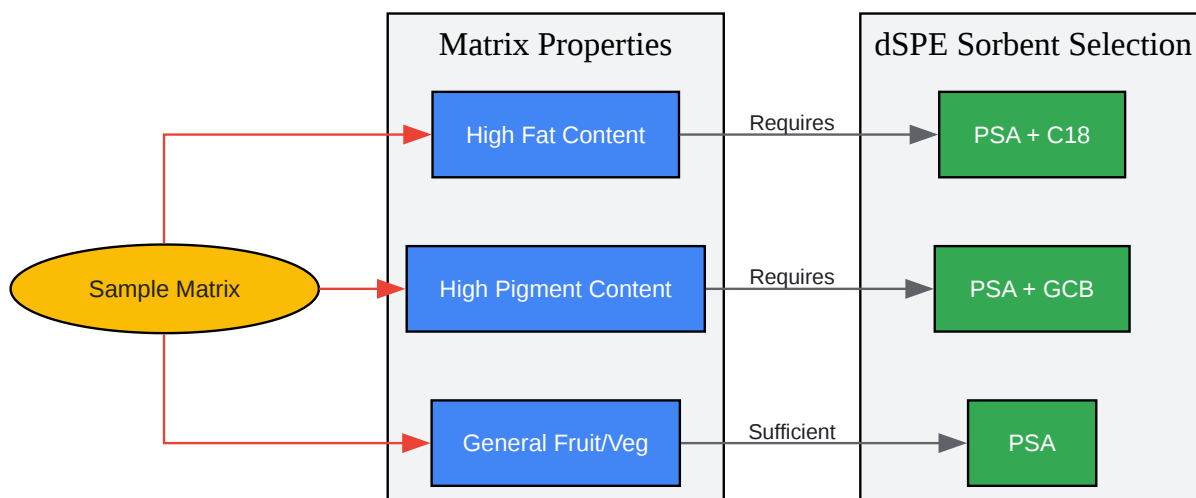 Matrix Properties
dSPE Sorbent Selection
High Fat Content
Requires
PSA + C18
Sample Matrix
High Pigment Content
Requires
PSA + GCB
General Fruit/Veg
Sufficient
PSA